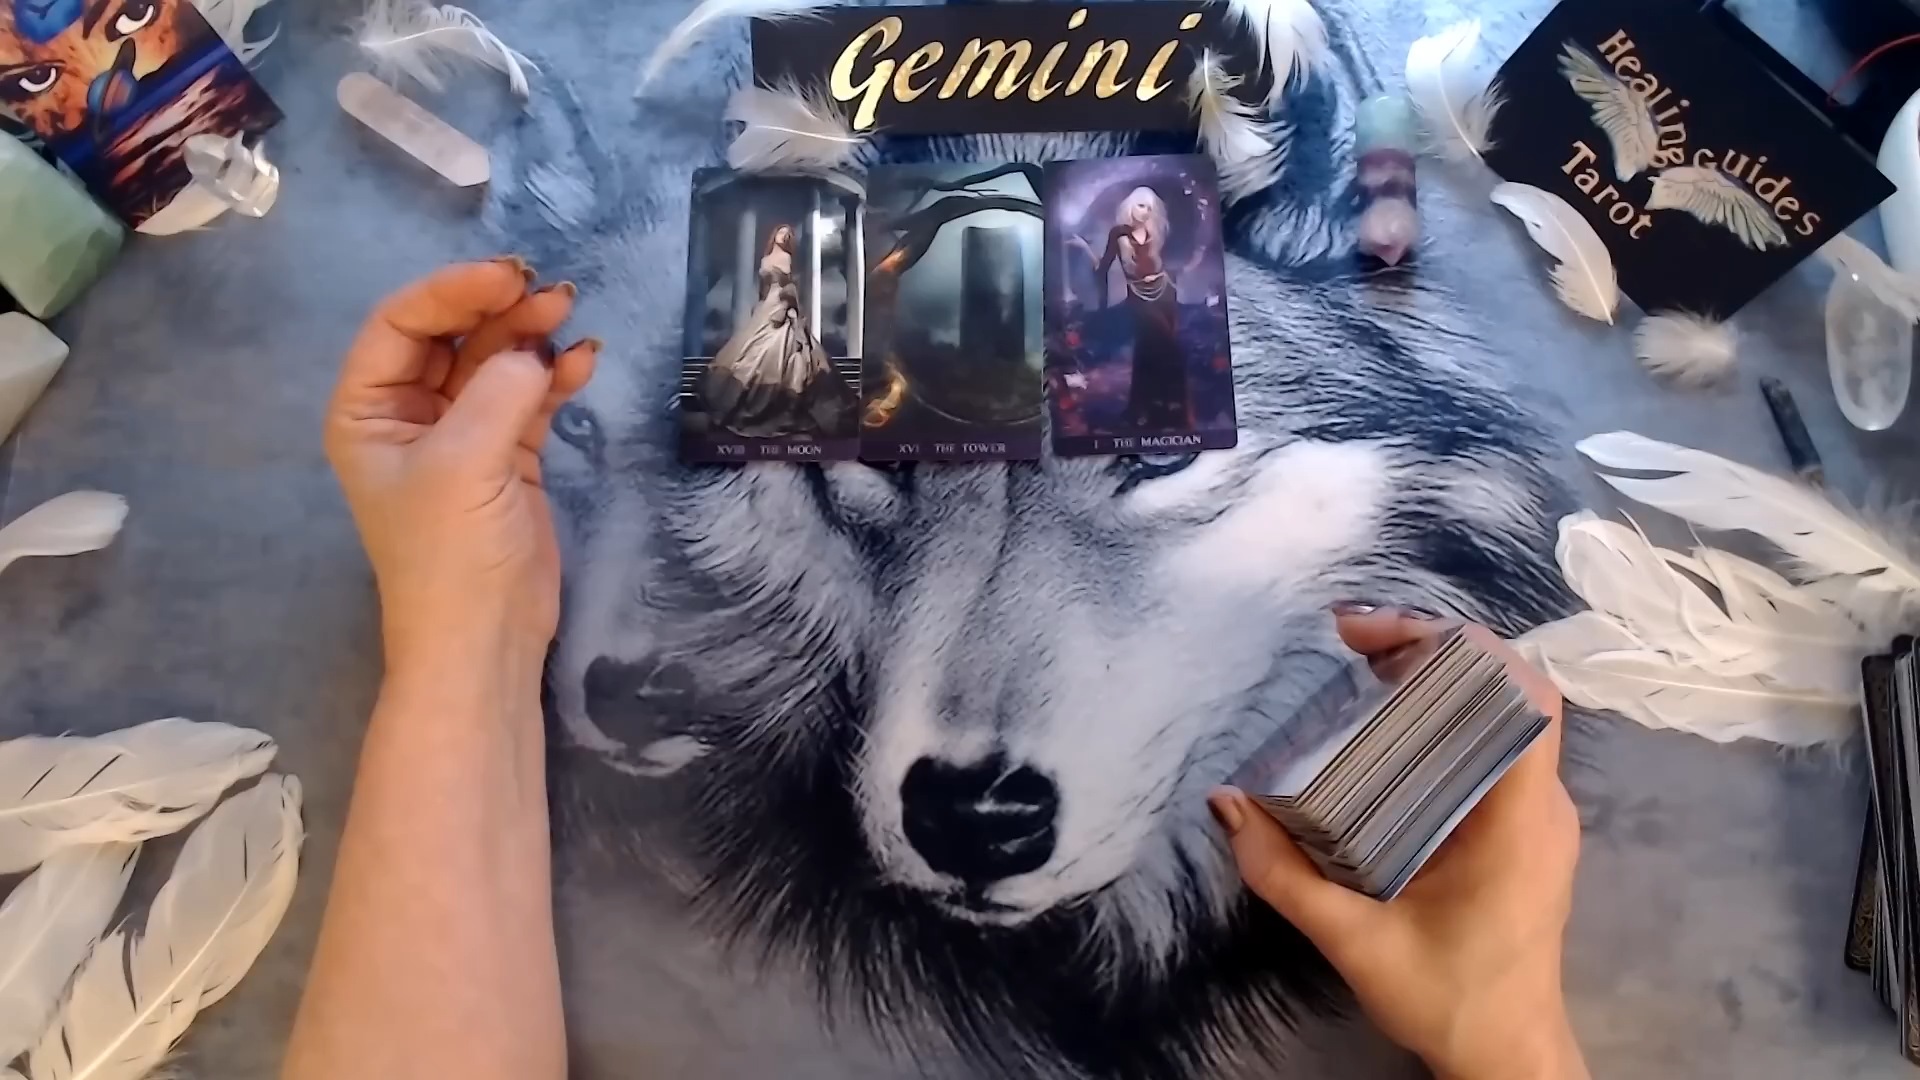 Gemini
Healing Guides
Tarot
XVIII THE MOON
XVI THE TOWER
I THE MAGICIAN